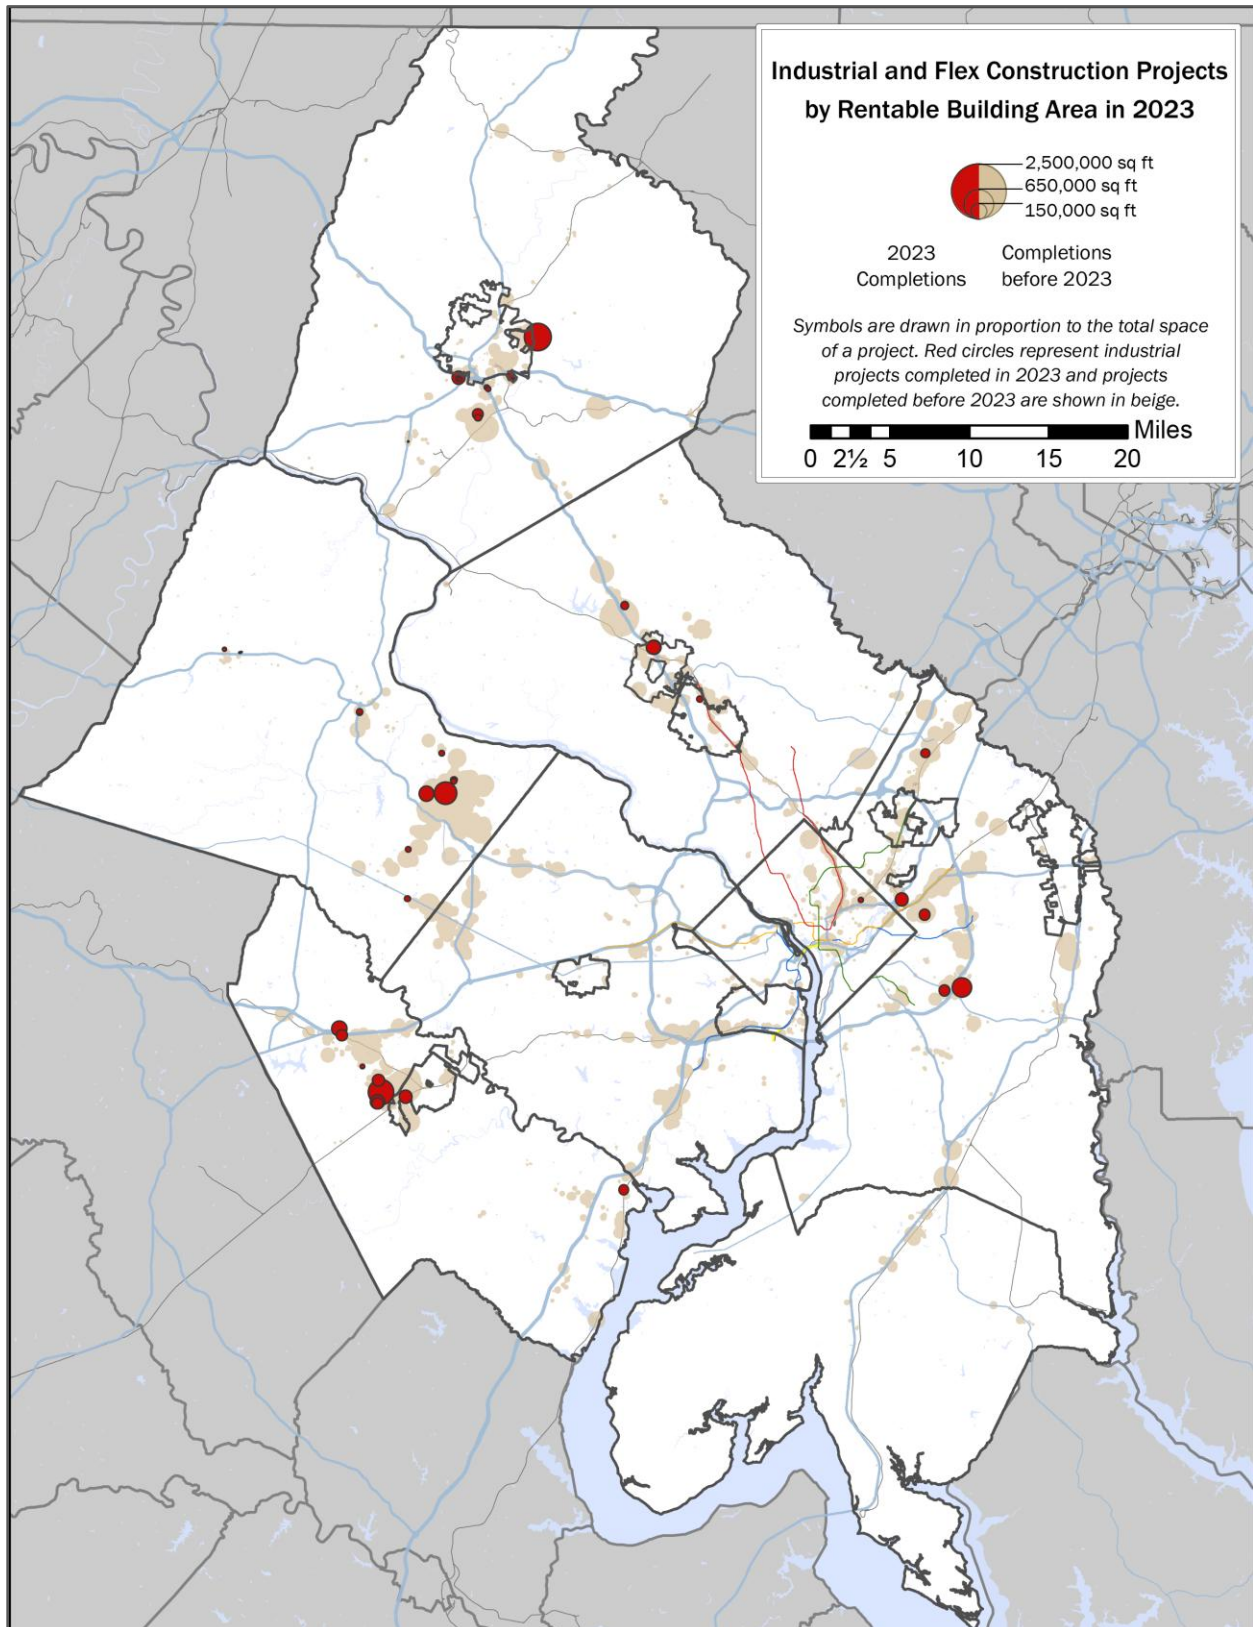 Industrial and Flex Construction Projects
by Rentable Building Area in 2023
2,500,000 sq ft
650,000 sq ft
150,000 sq ft
2023
Completions
Completions
before 2023
Symbols are drawn in proportion to the total space
of a project. Red circles represent industrial
projects completed in 2023 and projects
completed before 2023 are shown in beige.
Miles
0 2½ 5 10 15 20